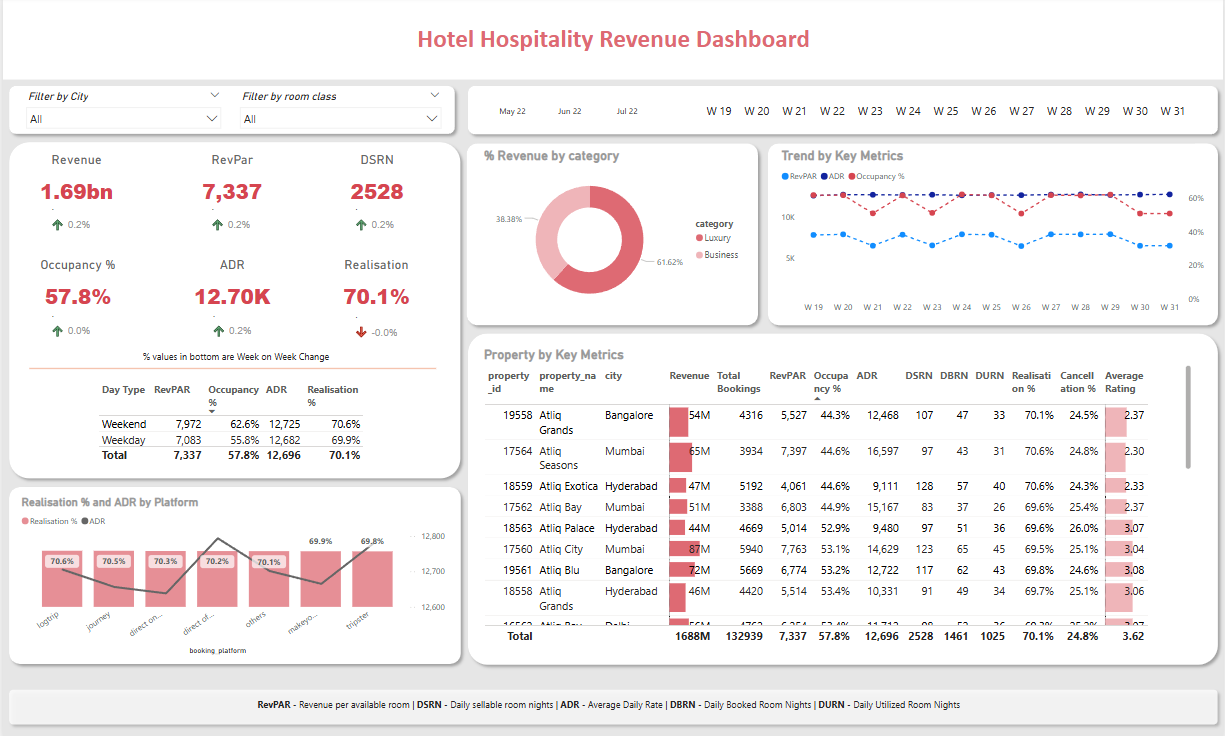 Hotel Hospitality Revenue Dashboard
Filter by City
All
Filter by room class
All
May 22 Jun 22 Jul 22
W 19 W 20 W 21 W 22 W 23 W 24 W 25 W 26 W 27 W 28 W 29 W 30 W 31
Revenue RevPar DSRN
1.69bn 7,337 2528
0.2% 0.2% 0.2%
Occupancy % ADR Realisation
57.8% 12.70K 70.1%
0.0% 0.2% -0.0%
% values in bottom are Week on Week Change
Day Type RevPAR Occupancy % ADR Realisation %
Weekend 7,972 62.6% 12,725 70.6%
Weekday 7,083 55.8% 12,682 69.9%
Total 7,337 57.8% 12,696 70.1%
% Revenue by category
38.38%
61.62%
category
Luxury
Business
Trend by Key Metrics
RevPAR ADR Occupancy %
10K
5K
60%
40%
20%
0%
W 19 W 20 W 21 W 22 W 23 W 24 W 25 W 26 W 27 W 28 W 29 W 30 W 31
Realisation % and ADR by Platform
Realisation % ADR
70.6% 70.5% 70.3% 70.2% 70.1% 69.9% 69.8%
12,800
12,700
12,600
logtrip journey direct on... direct of... others makeyo... tripster
booking_platform
Property by Key Metrics
property_id property_name city Revenue Total Bookings RevPAR Occupancy % ADR DSRN DBRN DURN Realisation % Cancellation % Average Rating
19558 Atliq Grands Bangalore 54M 4316 5,527 44.3% 12,468 107 47 33 70.1% 24.5% 2.37
17564 Atliq Seasons Mumbai 65M 3934 7,397 44.6% 16,597 97 43 31 70.6% 24.8% 2.30
18559 Atliq Exotica Hyderabad 47M 5192 4,061 44.6% 9,111 128 57 40 70.6% 24.3% 2.33
17562 Atliq Bay Mumbai 51M 3388 6,803 44.9% 15,167 83 37 26 69.6% 25.4% 2.37
18563 Atliq Palace Hyderabad 44M 4669 5,014 52.9% 9,480 97 51 36 69.6% 26.0% 3.07
17560 Atliq City Mumbai 87M 5940 7,763 53.1% 14,629 123 65 45 69.5% 25.1% 3.04
19561 Atliq Blu Bangalore 72M 5669 6,774 53.2% 12,722 117 62 43 69.8% 24.6% 3.08
18558 Atliq Grands Hyderabad 46M 4420 5,514 53.4% 10,331 91 49 34 69.7% 25.1% 3.06
Total 1688M 132939 7,337 57.8% 12,696 2528 1461 1025 70.1% 24.8% 3.62
RevPAR - Revenue per available room | DSRN - Daily sellable room nights | ADR - Average Daily Rate | DBRN - Daily Booked Room Nights | DURN - Daily Utilized Room Nights